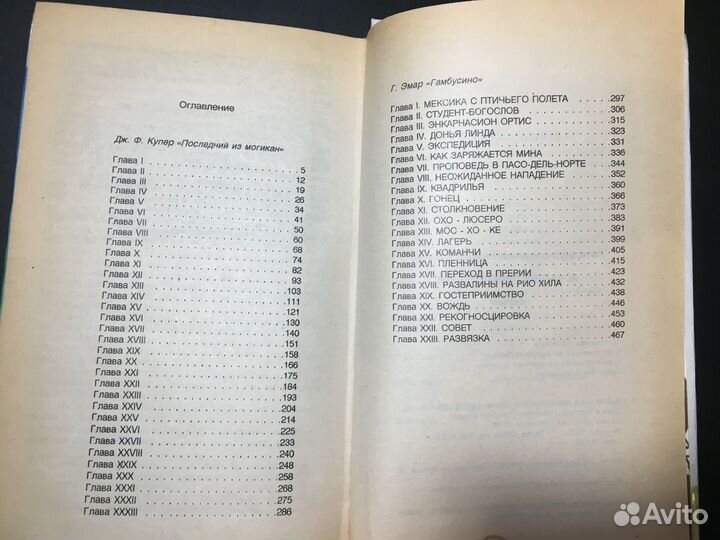 Оглавление
Дж. Ф. Купер «Последний из могикан»
Глава I . . . . . . . . . . . . . . . . . . . . 5
Глава II . . . . . . . . . . . . . . . . . . . . 12
Глава III . . . . . . . . . . . . . . . . . . . . 19
Глава IV . . . . . . . . . . . . . . . . . . . . 26
Глава V . . . . . . . . . . . . . . . . . . . . 34
Глава VI . . . . . . . . . . . . . . . . . . . . 41
Глава VII . . . . . . . . . . . . . . . . . . . . 50
Глава VIII . . . . . . . . . . . . . . . . . . . . 60
Глава IX . . . . . . . . . . . . . . . . . . . . 68
Глава X . . . . . . . . . . . . . . . . . . . . 74
Глава XI . . . . . . . . . . . . . . . . . . . . 82
Глава XII . . . . . . . . . . . . . . . . . . . . 93
Глава XIII . . . . . . . . . . . . . . . . . . . . 103
Глава XIV . . . . . . . . . . . . . . . . . . . . 111
Глава XV . . . . . . . . . . . . . . . . . . . . 121
Глава XVI . . . . . . . . . . . . . . . . . . . . 130
Глава XVII . . . . . . . . . . . . . . . . . . . . 140
Глава XVIII . . . . . . . . . . . . . . . . . . . . 151
Глава XIX . . . . . . . . . . . . . . . . . . . . 158
Глава XX . . . . . . . . . . . . . . . . . . . . 166
Глава XXI . . . . . . . . . . . . . . . . . . . . 175
Глава XXII . . . . . . . . . . . . . . . . . . . . 184
Глава XXIII . . . . . . . . . . . . . . . . . . . . 193
Глава XXIV . . . . . . . . . . . . . . . . . . . . 204
Глава XXV . . . . . . . . . . . . . . . . . . . . 214
Глава XXVI . . . . . . . . . . . . . . . . . . . . 225
Глава XXVII . . . . . . . . . . . . . . . . . . . . 233
Глава XXVIII . . . . . . . . . . . . . . . . . . . . 240
Глава XXIX . . . . . . . . . . . . . . . . . . . . 248
Глава XXX . . . . . . . . . . . . . . . . . . . . 258
Глава XXXI . . . . . . . . . . . . . . . . . . . . 268
Глава XXXII . . . . . . . . . . . . . . . . . . . . 275
Глава XXXIII . . . . . . . . . . . . . . . . . . . . 286
Г. Эмар «Гамбусино»
Глава I. МЕКСИКА С ПТИЧЬЕГО ПОЛЕТА . . . . . 297
Глава II. СТУДЕНТ-БОГОСЛОВ . . . . . . . . . 306
Глава III. ЭНКАРНАСИОН ОРТИС . . . . . . . . 315
Глава IV. ДОНЬЯ ЛИНДА . . . . . . . . . . . 323
Глава V. ЭКСПЕДИЦИЯ . . . . . . . . . . . . 331
Глава VI. КАК ЗАРЯЖАЕТСЯ МИНА . . . . . . . 336
Глава VII. ПРОПОВЕДЬ В ПАСО-ДЕЛЬ-НОРТЕ . . . 344
Глава VIII. НЕОЖИДАННОЕ НАПАДЕНИЕ . . . . . 352
Глава IX. КВАДРИЛЬЯ . . . . . . . . . . . . 360
Глава X. ГОНЕЦ . . . . . . . . . . . . . . . 366
Глава XI. СТОЛКНОВЕНИЕ . . . . . . . . . . . 373
Глава XII. ОХО - ЛЮСЕРО . . . . . . . . . . 383
Глава XIII. МОС - ХО - КЕ . . . . . . . . . 391
Глава XIV. ЛАГЕРЬ . . . . . . . . . . . . . 399
Глава XV. КОМАНЧИ . . . . . . . . . . . . . 405
Глава XVI. ПЛЕННИЦА . . . . . . . . . . . . 415
Глава XVII. ПЕРЕХОД В ПРЕРИИ . . . . . . . . 423
Глава XVIII. РАЗВАЛИНЫ НА РИО ХИЛА . . . . . 432
Глава XIX. ГОСТЕПРИИМСТВО . . . . . . . . . 438
Глава XX. ВОЖДЬ . . . . . . . . . . . . . . 446
Глава XXI. РЕКОГНОСЦИРОВКА . . . . . . . . . 453
Глава XXII. СОВЕТ . . . . . . . . . . . . . 460
Глава XXIII. РАЗВЯЗКА . . . . . . . . . . . 467
Avito